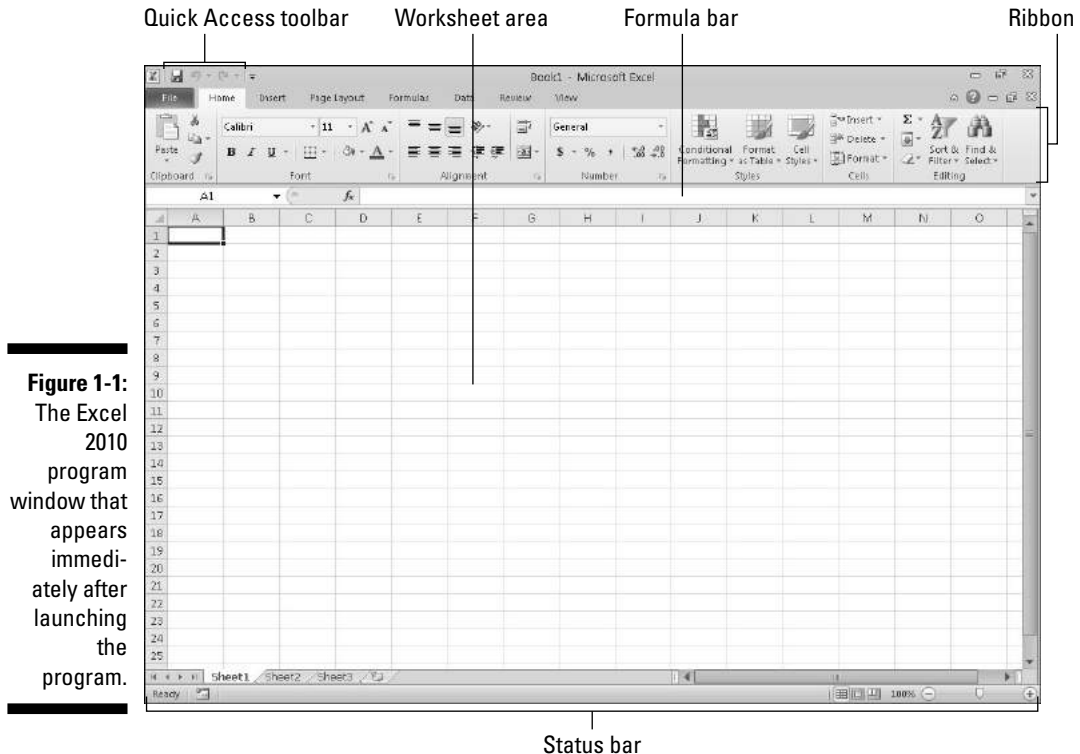 Quick Access toolbar Worksheet area Formula bar Ribbon
Book1 - Microsoft Excel
File Home Insert Page Layout Formulas Data Review View
Calibri 11 A A General Insert Σ
Paste B I U A $ % , .0 .00 .00 .0 Conditional Formatting Format as Table Cell Styles Delete Format Sort & Filter Find & Select
Clipboard Font Alignment Number Styles Cells Editing
A1 fx
A B C D E F G H I J K L M N O
1
2
3
4
5
6
7
8
9
10
11
12
13
14
15
16
17
18
19
20
21
22
23
24
25
Sheet1 Sheet2 Sheet3
Ready 100%
Status bar
Figure 1-1:
The Excel
2010
program
window that
appears
immedi-
ately after
launching
the
program.